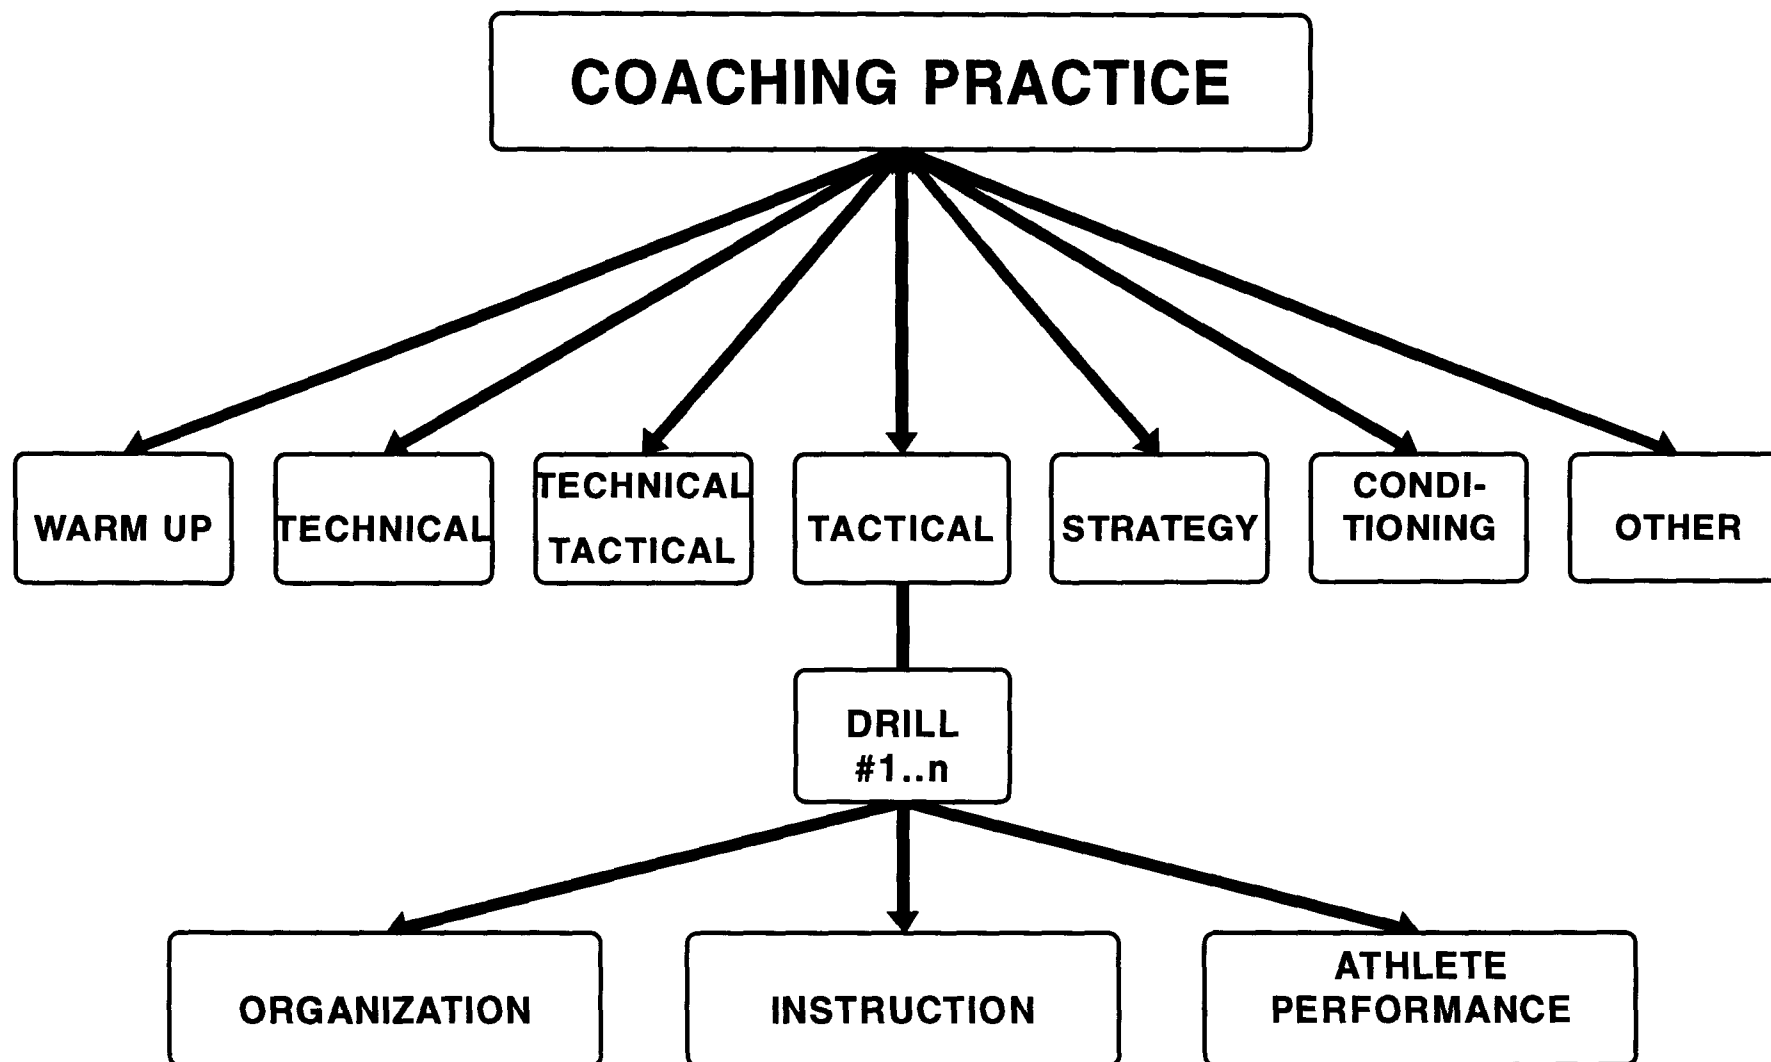 COACHING PRACTICE
WARM UP
TECHNICAL
TECHNICAL
TACTICAL
TACTICAL
STRATEGY
CONDI-
TIONING
OTHER
DRILL
#1..n
ORGANIZATION
INSTRUCTION
ATHLETE
PERFORMANCE